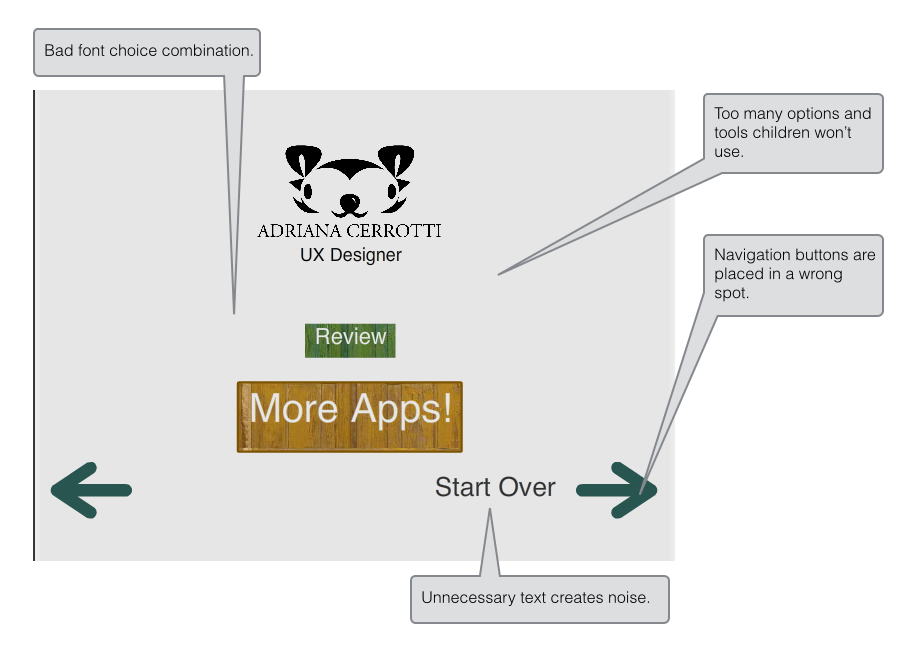 Bad font choice combination.
Too many options and
tools children won't
use.
ADRIANA CERROTTI
UX Designer
Navigation buttons are
placed in a wrong
spot.
Review
More Apps!
Start Over
Unnecessary text creates noise.